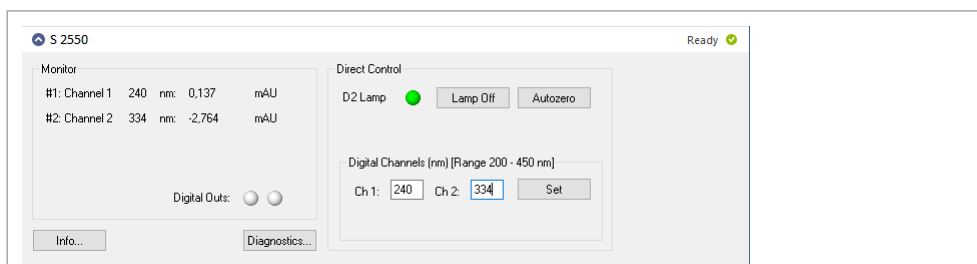 S 2550
Ready
Monitor
#1: Channel 1 240 nm: 0,137 mAU
#2: Channel 2 334 nm: -2,764 mAU
Digital Outs:
Info...
Diagnostics...
Direct Control
D2 Lamp Lamp Off Autozero
Digital Channels (nm) [Range 200 - 450 nm]
Ch 1: 240 Ch 2: 334 Set